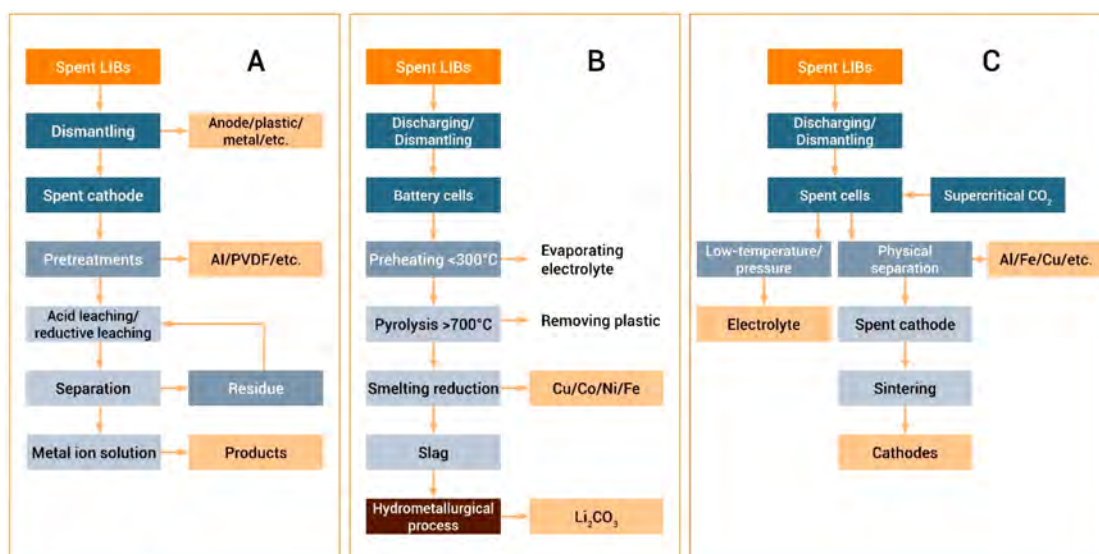 A
Spent LIBs
Dismantling
Anode/plastic/
metal/etc.
Spent cathode
Pretreatments
Al/PVDF/etc.
Acid leaching/
reductive leaching
Separation
Residue
Metal ion solution
Products
B
Spent LIBs
Discharging/
Dismantling
Battery cells
Preheating <300°C
Evaporating
electrolyte
Pyrolysis >700°C
Removing plastic
Smelting reduction
Cu/Co/Ni/Fe
Slag
Hydrometallurgical
process
Li₂CO₃
C
Spent LIBs
Discharging/
Dismantling
Spent cells
Supercritical CO₂
Low-temperature/
pressure
Physical
separation
Al/Fe/Cu/etc.
Electrolyte
Spent cathode
Sintering
Cathodes